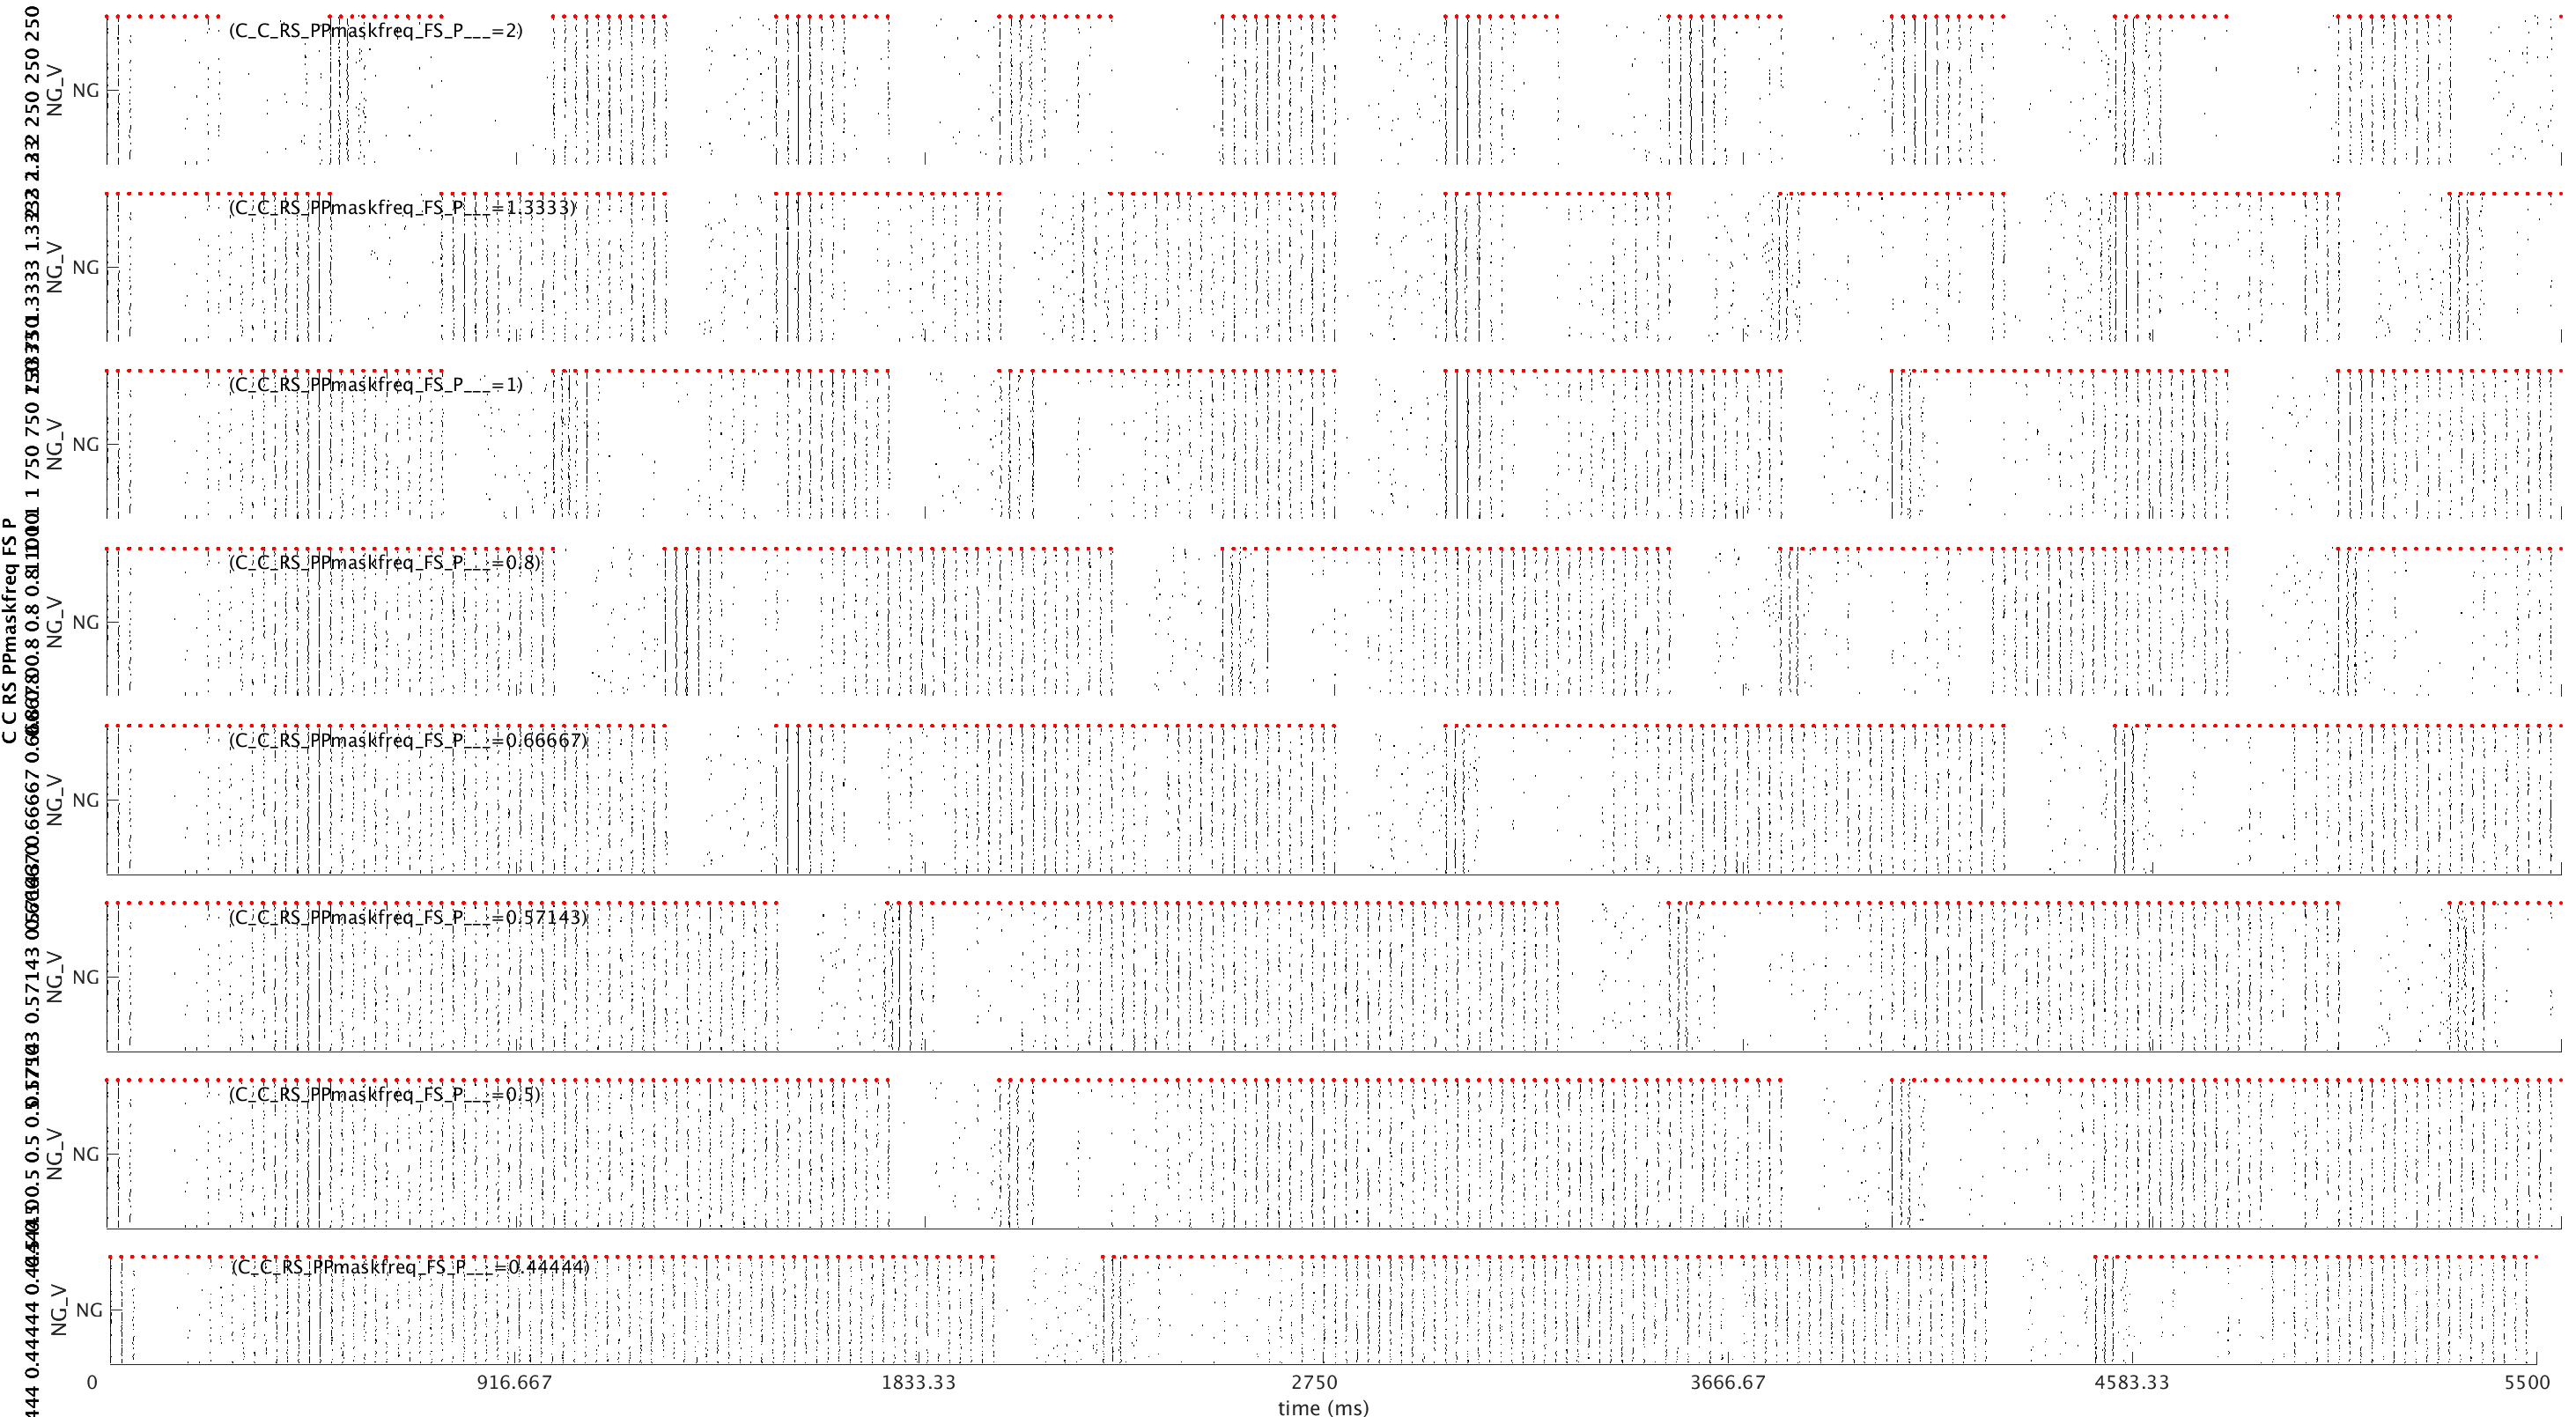 (C_C_RS_PPmaskfreq_FS_P___=2)
NG
NG_V
(C_C_RS_PPmaskfreq_FS_P___=1.3333)
NG
NG_V
(C_C_RS_PPmaskfreq_FS_P___=1)
NG
NG_V
(C_C_RS_PPmaskfreq_FS_P___=0.8)
NG
NG_V
(C_C_RS_PPmaskfreq_FS_P___=0.66667)
NG
NG_V
(C_C_RS_PPmaskfreq_FS_P___=0.57143)
NG
NG_V
(C_C_RS_PPmaskfreq_FS_P___=0.5)
NG
NG_V
(C_C_RS_PPmaskfreq_FS_P___=0.44444)
NG
NG_V
C C RS PPmaskfreq FS P
0 916.667 1833.33 2750 3666.67 4583.33 5500
time (ms)